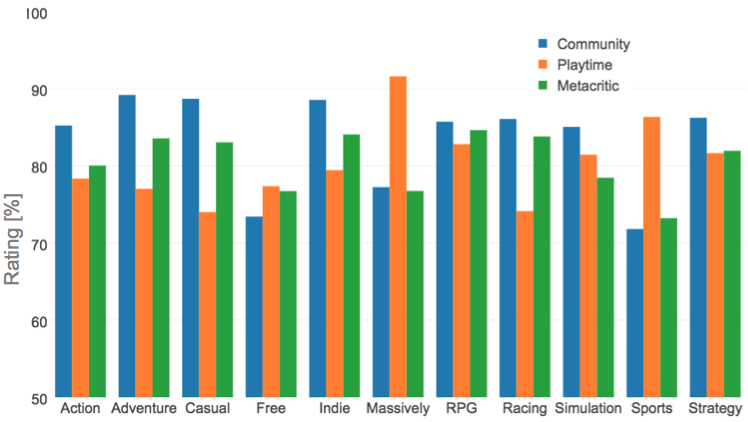 100
Community
Playtime
Metacritic
90
80
70
60
50
Rating [%]
Action Adventure Casual Free Indie Massively RPG Racing Simulation Sports Strategy